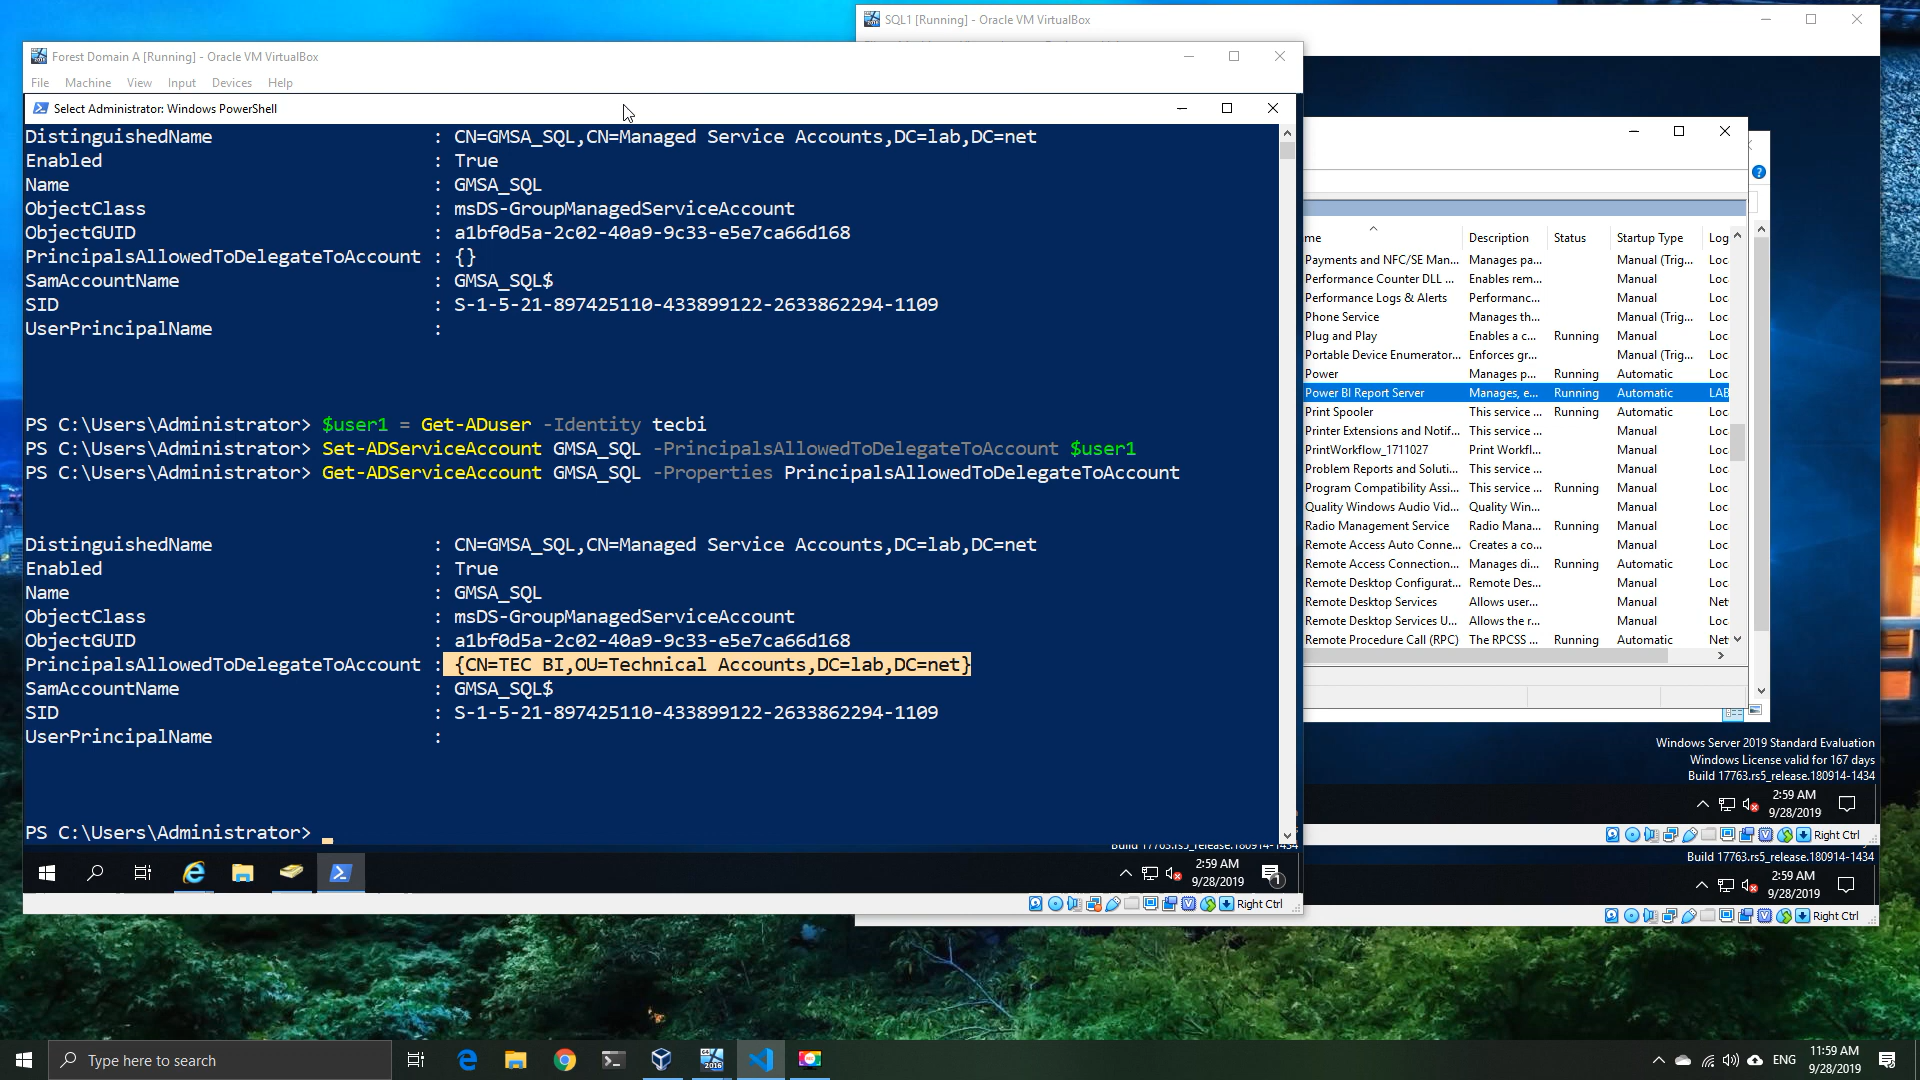 SQL1 [Running] - Oracle VM VirtualBox
Forest Domain A [Running] - Oracle VM VirtualBox
File Machine View Input Devices Help
Select Administrator: Windows PowerShell
DistinguishedName : CN=GMSA_SQL,CN=Managed Service Accounts,DC=lab,DC=net
Enabled : True
Name : GMSA_SQL
ObjectClass : msDS-GroupManagedServiceAccount
ObjectGUID : a1bf0d5a-2c02-40a9-9c33-e5e7ca66d168
PrincipalsAllowedToDelegateToAccount : {}
SamAccountName : GMSA_SQL$
SID : S-1-5-21-897425110-433899122-2633862294-1109
UserPrincipalName :
PS C:\Users\Administrator> $user1 = Get-ADuser -Identity tecbi
PS C:\Users\Administrator> Set-ADServiceAccount GMSA_SQL -PrincipalsAllowedToDelegateToAccount $user1
PS C:\Users\Administrator> Get-ADServiceAccount GMSA_SQL -Properties PrincipalsAllowedToDelegateToAccount
DistinguishedName : CN=GMSA_SQL,CN=Managed Service Accounts,DC=lab,DC=net
Enabled : True
Name : GMSA_SQL
ObjectClass : msDS-GroupManagedServiceAccount
ObjectGUID : a1bf0d5a-2c02-40a9-9c33-e5e7ca66d168
PrincipalsAllowedToDelegateToAccount : {CN=TEC BI,OU=Technical Accounts,DC=lab,DC=net}
SamAccountName : GMSA_SQL$
SID : S-1-5-21-897425110-433899122-2633862294-1109
UserPrincipalName :
PS C:\Users\Administrator>
Build 17763.rs5_release.180914-1434
2:59 AM
9/28/2019
1
Right Ctrl
me Description Status Startup Type Log
Payments and NFC/SE Man... Manages pa... Manual (Trig... Loc
Performance Counter DLL ... Enables rem... Manual Loc
Performance Logs & Alerts Performanc... Manual Loc
Phone Service Manages th... Manual (Trig... Loc
Plug and Play Enables a c... Running Manual Loc
Portable Device Enumerator... Enforces gr... Manual (Trig... Loc
Power Manages p... Running Automatic Loc
Power BI Report Server Manages, e... Running Automatic LAB
Print Spooler This service ... Running Automatic Loc
Printer Extensions and Notif... This service ... Manual Loc
PrintWorkflow_1711027 Print Workfl... Manual Loc
Problem Reports and Soluti... This service ... Manual Loc
Program Compatibility Assi... This service ... Running Manual Loc
Quality Windows Audio Vid... Quality Win... Manual Loc
Radio Management Service Radio Mana... Running Manual Loc
Remote Access Auto Conne... Creates a co... Manual Loc
Remote Access Connection... Manages di... Running Automatic Loc
Remote Desktop Configurat... Remote Des... Manual Loc
Remote Desktop Services Allows user... Manual Net
Remote Desktop Services U... Allows the r... Manual Loc
Remote Procedure Call (RPC) The RPCSS ... Running Automatic Net
Windows Server 2019 Standard Evaluation
Windows License valid for 167 days
Build 17763.rs5_release.180914-1434
2:59 AM
9/28/2019
Right Ctrl
Build 17763.rs5_release.180914-1434
2:59 AM
9/28/2019
Right Ctrl
Type here to search
64
2016
ENG
11:59 AM
9/28/2019